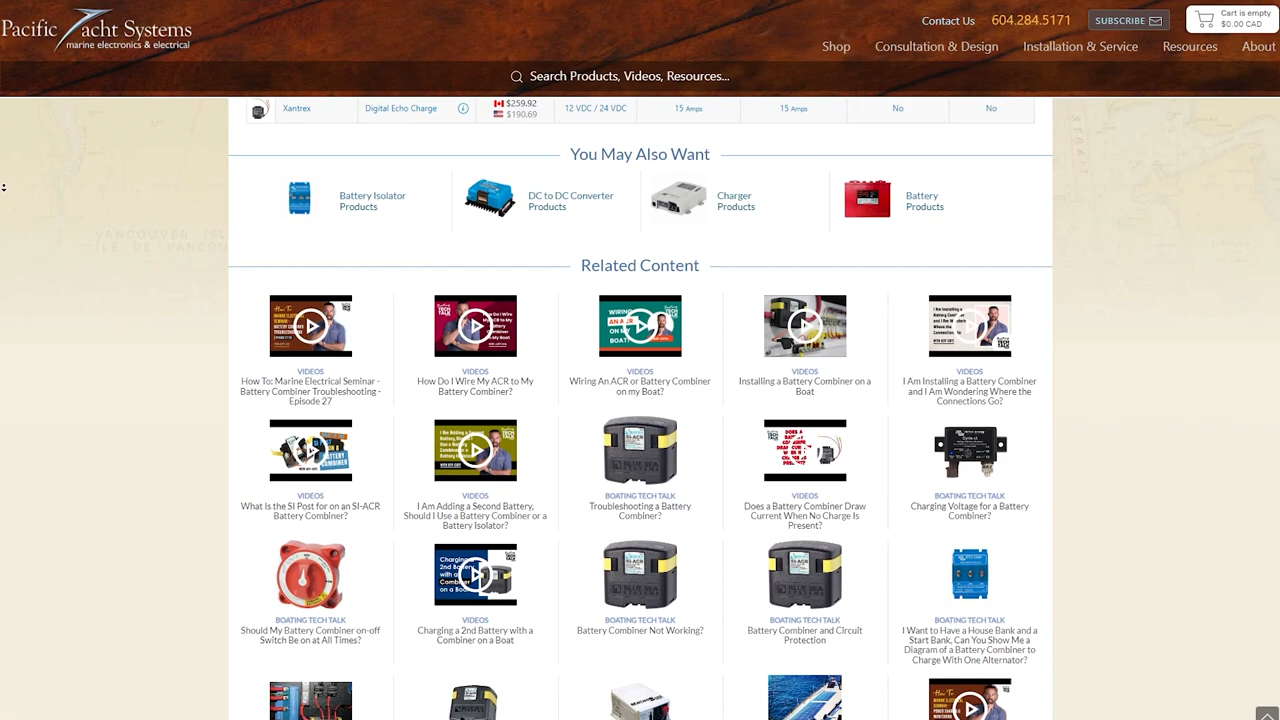 Pacific Yacht Systems
marine electronics & electrical
Contact Us
604.284.5171
SUBSCRIBE
Cart is empty
$0.00 CAD
Shop
Consultation & Design
Installation & Service
Resources
About
Search Products, Videos, Resources...
Xantrex
Digital Echo Charge
$259.92
$190.69
12 VDC / 24 VDC
15 Amps
15 Amps
No
No
You May Also Want
Battery Isolator
Products
DC to DC Converter
Products
Charger
Products
Battery
Products
Related Content
VIDEOS
How To: Marine Electrical Seminar -
Battery Combiner Troubleshooting -
Episode 27
VIDEOS
How Do I Wire My ACR to My
Battery Combiner?
VIDEOS
Wiring An ACR or Battery Combiner
on my Boat?
VIDEOS
Installing a Battery Combiner on a
Boat
VIDEOS
I Am Installing a Battery Combiner
and I Am Wondering Where the
Connections Go?
VIDEOS
What Is the SI Post for on an SI-ACR
Battery Combiner?
VIDEOS
I Am Adding a Second Battery,
Should I Use a Battery Combiner or a
Battery Isolator?
BOATING TECH TALK
Troubleshooting a Battery
Combiner?
VIDEOS
Does a Battery Combiner Draw
Current When No Charge Is
Present?
BOATING TECH TALK
Charging Voltage for a Battery
Combiner?
BOATING TECH TALK
Should My Battery Combiner on-off
Switch Be on at All Times?
VIDEOS
Charging a 2nd Battery with a
Combiner on a Boat
BOATING TECH TALK
Battery Combiner Not Working?
BOATING TECH TALK
Battery Combiner and Circuit
Protection
BOATING TECH TALK
I Want to Have a House Bank and a
Start Bank, Can You Show Me a
Diagram of a Battery Combiner to
Charge With One Alternator?